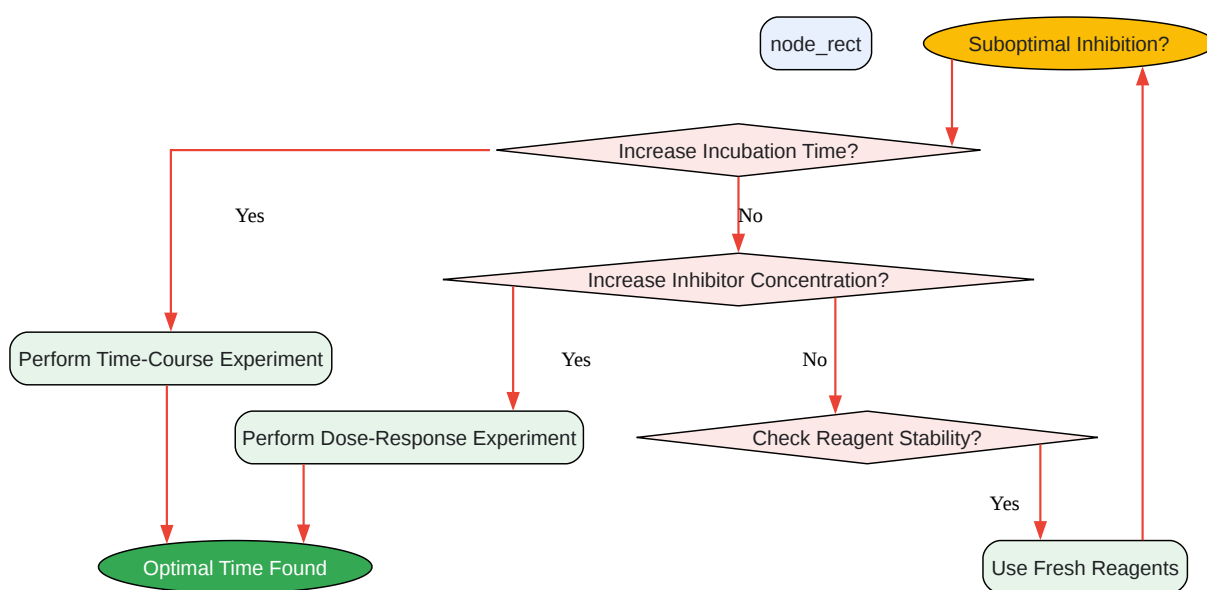 node_rect
Suboptimal Inhibition?
Increase Incubation Time?
Yes
No
Increase Inhibitor Concentration?
Perform Time-Course Experiment
Yes
No
Perform Dose-Response Experiment
Check Reagent Stability?
Yes
Optimal Time Found
Use Fresh Reagents